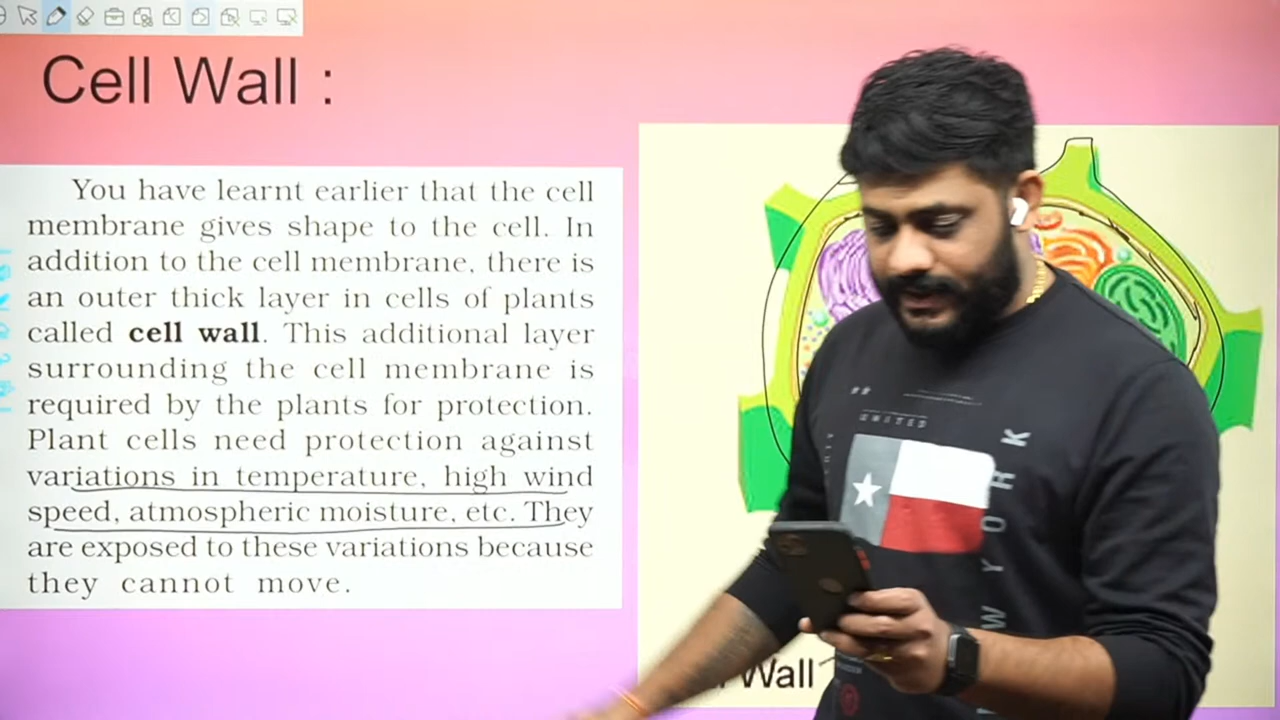 Cell Wall :
You have learnt earlier that the cell
membrane gives shape to the cell. In
addition to the cell membrane, there is
an outer thick layer in cells of plants
called cell wall. This additional layer
surrounding the cell membrane is
required by the plants for protection.
Plant cells need protection against
variations in temperature, high wind
speed, atmospheric moisture, etc. They
are exposed to these variations because
they cannot move.
UNITED
Wall